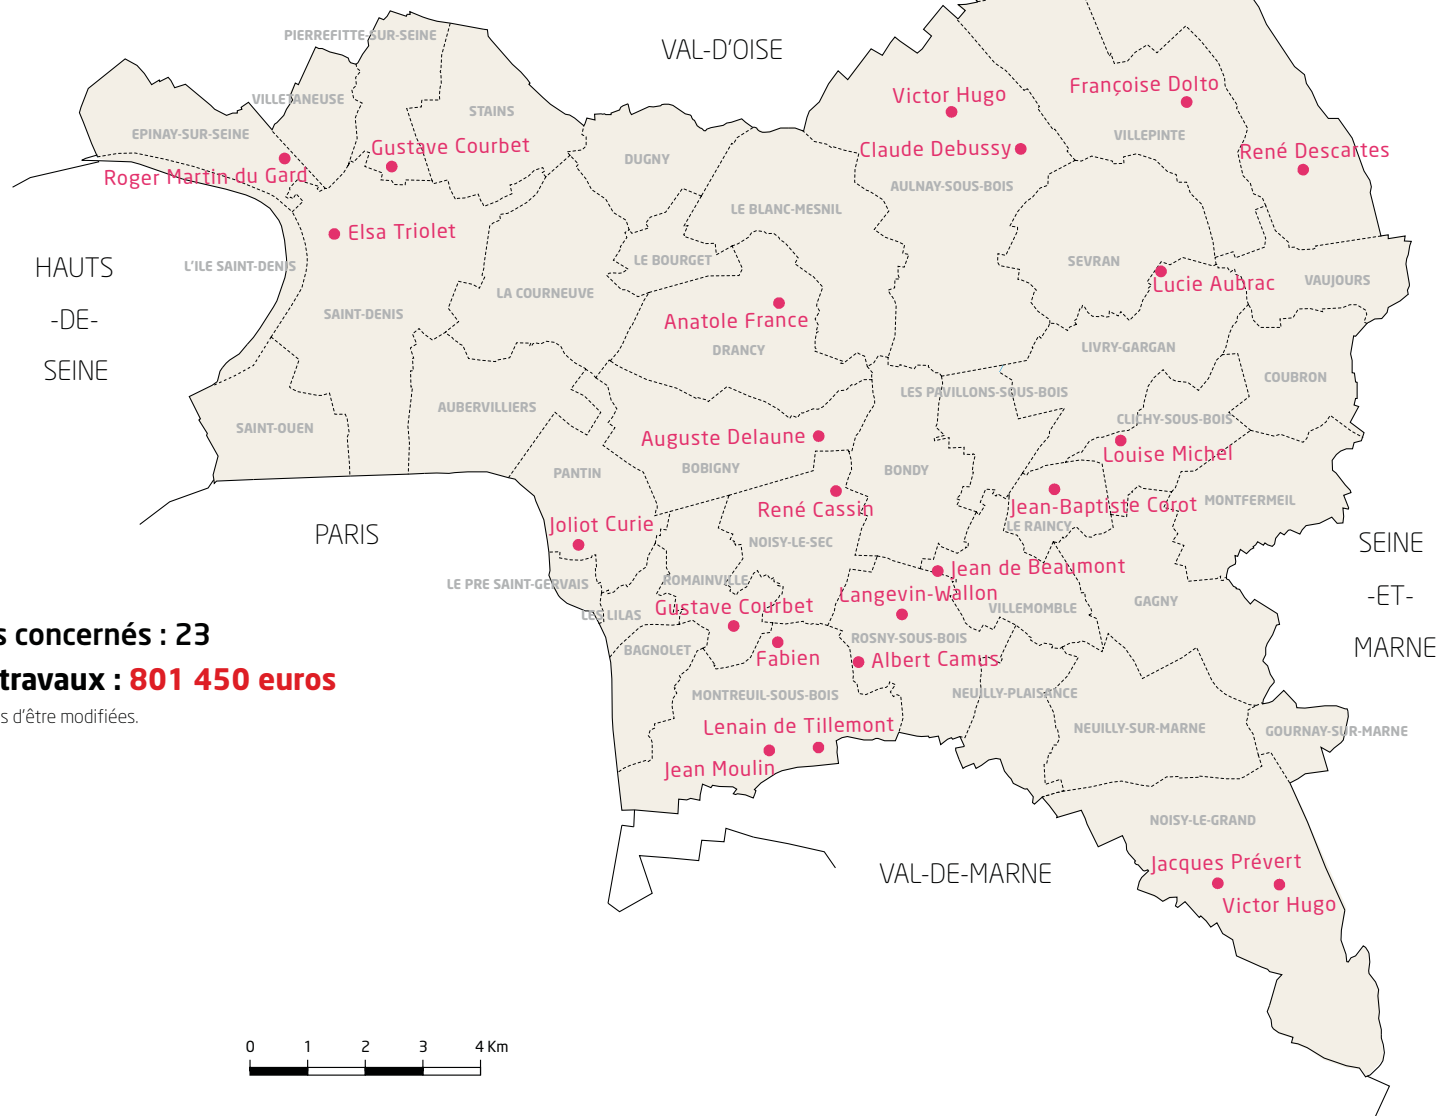 PIERREFITTE-SUR-SEINE
VAL-D'OISE
Françoise Dolto
Victor Hugo
VILLETANEUSE
STAINS
EPINAY-SUR-SEINE
VILLEPINTE
Gustave Courbet
Claude Debussy
René Descartes
DUGNY
Roger Martin du Gard
AULNAY-SOUS-BOIS
LE BLANC-MESNIL
Elsa Triolet
HAUTS
-DE-
SEINE
L'ILE SAINT-DENIS
LE BOURGET
SEVRAN
VAUJOURS
Lucie Aubrac
LA COURNEUVE
SAINT-DENIS
Anatole France
DRANCY
LIVRY-GARGAN
COUBRON
LES PAVILLONS-SOUS-BOIS
AUBERVILLIERS
CLICHY-SOUS-BOIS
SAINT-OUEN
Auguste Delaune
Louise Michel
BOBIGNY
BONDY
PANTIN
MONTFERMEIL
Jean-Baptiste Corot
René Cassin
LE RAINCY
Joliot Curie
PARIS
NOISY-LE-SEC
SEINE
-ET-
MARNE
Jean de Beaumont
ROMAINVILLE
LE PRE SAINT-GERVAIS
Langevin-Wallon
GAGNY
Gustave Courbet
VILLEMOMBLE
LES LILAS
s concernés : 23
ROSNY-SOUS-BOIS
BAGNOLET
Fabien
Albert Camus
travaux : 801 450 euros
MONTREUIL-SOUS-BOIS
NEUILLY-PLAISANCE
s d'être modifiées.
Lenain de Tillemont
NEUILLY-SUR-MARNE
GOURNAY-SUR-MARNE
Jean Moulin
NOISY-LE-GRAND
Jacques Prévert
VAL-DE-MARNE
Victor Hugo
0 1 2 3 4 Km